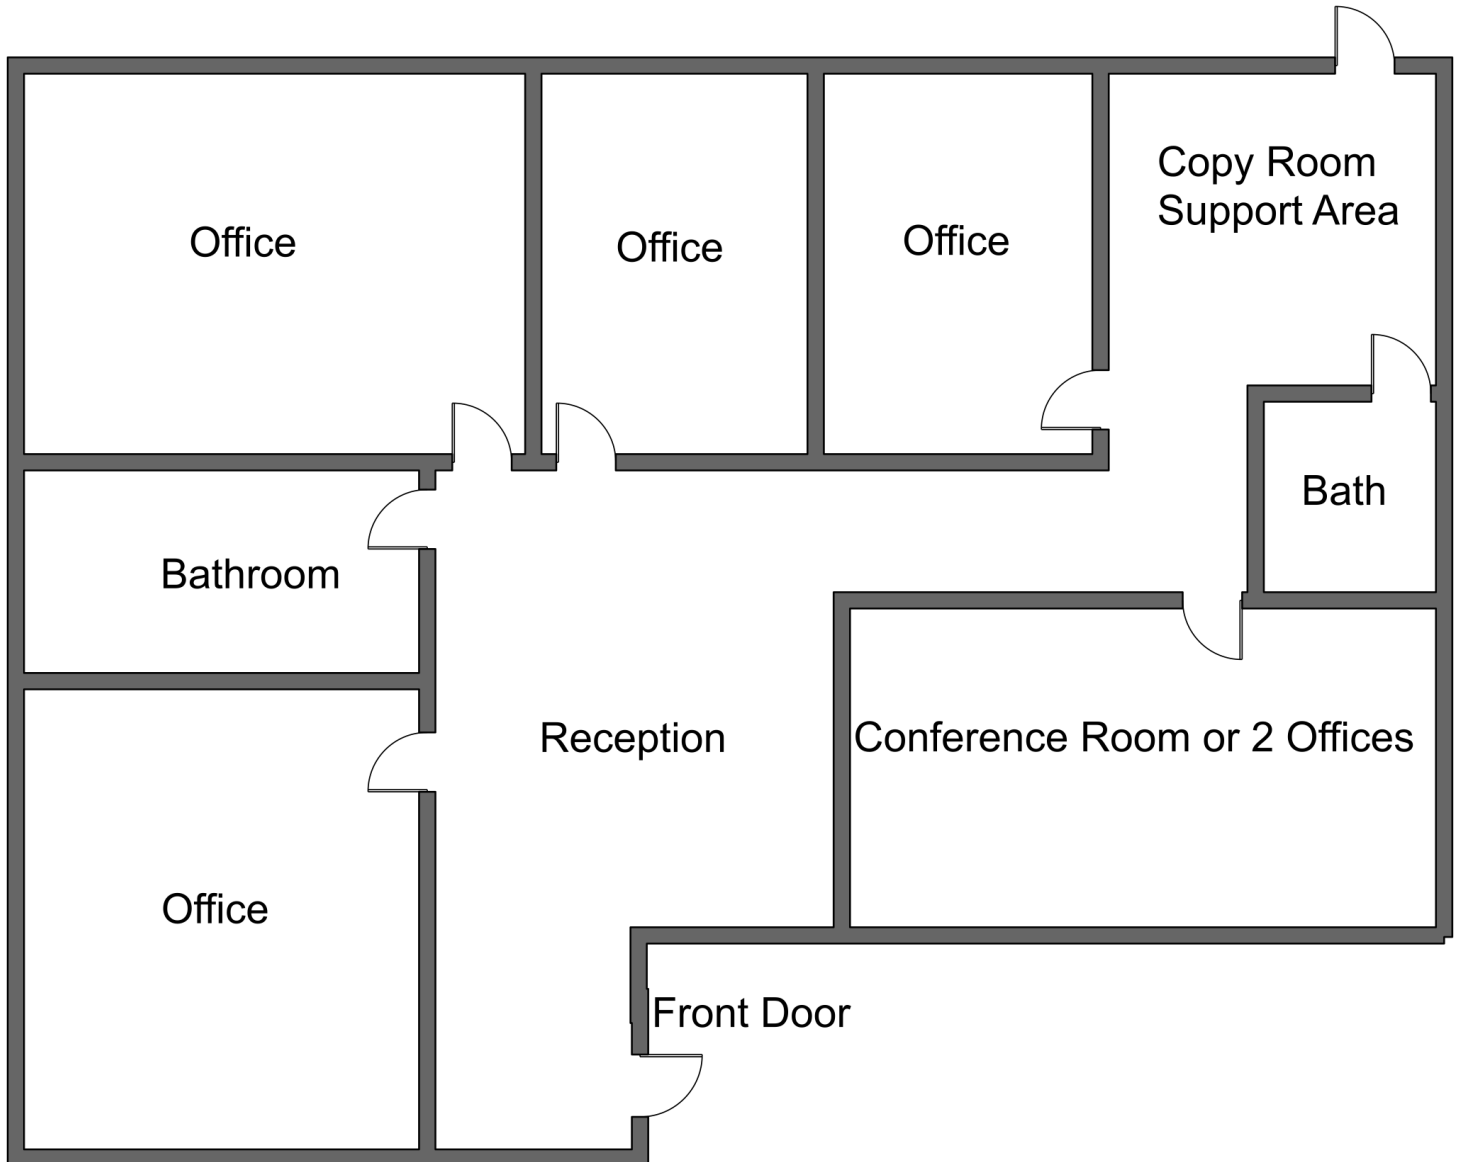 Office
Office
Office
Copy Room
Support Area
Bath
Bathroom
Reception
Conference Room or 2 Offices
Office
Front Door